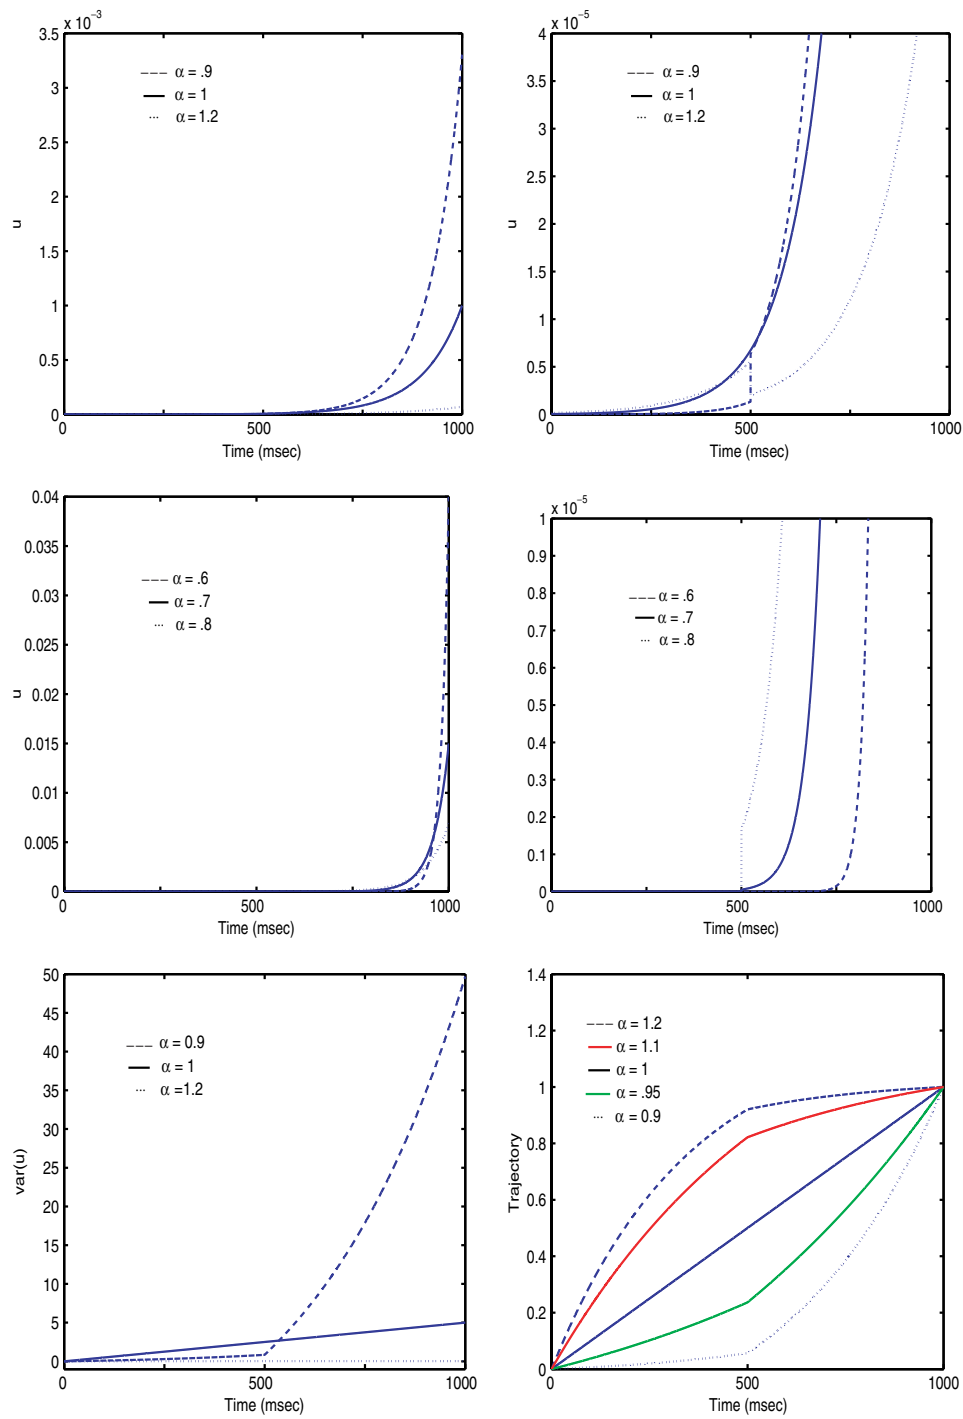 x 10⁻³
3.5
3
2.5
2
1.5
1
0.5
0
u
α = .9
α = 1
α = 1.2
0
500
1000
Time (msec)
x 10⁻⁵
4
3.5
3
2.5
2
1.5
1
0.5
0
u
α = .9
α = 1
α = 1.2
0
500
1000
Time (msec)
0.04
0.035
0.03
0.025
0.02
0.015
0.01
0.005
0
u
α = .6
α = .7
α = .8
0
500
1000
Time (msec)
x 10⁻⁵
1
0.9
0.8
0.7
0.6
0.5
0.4
0.3
0.2
0.1
0
α = .6
α = .7
α = .8
0
500
1000
Time (msec)
50
45
40
35
30
25
20
15
10
5
0
var(u)
α = 0.9
α = 1
α =1.2
0
500
1000
Time (msec)
1.4
1.2
1
0.8
0.6
0.4
0.2
0
Trajectory
α = 1.2
α = 1.1
α = 1
α = .95
α = 0.9
0
500
1000
Time (msec)